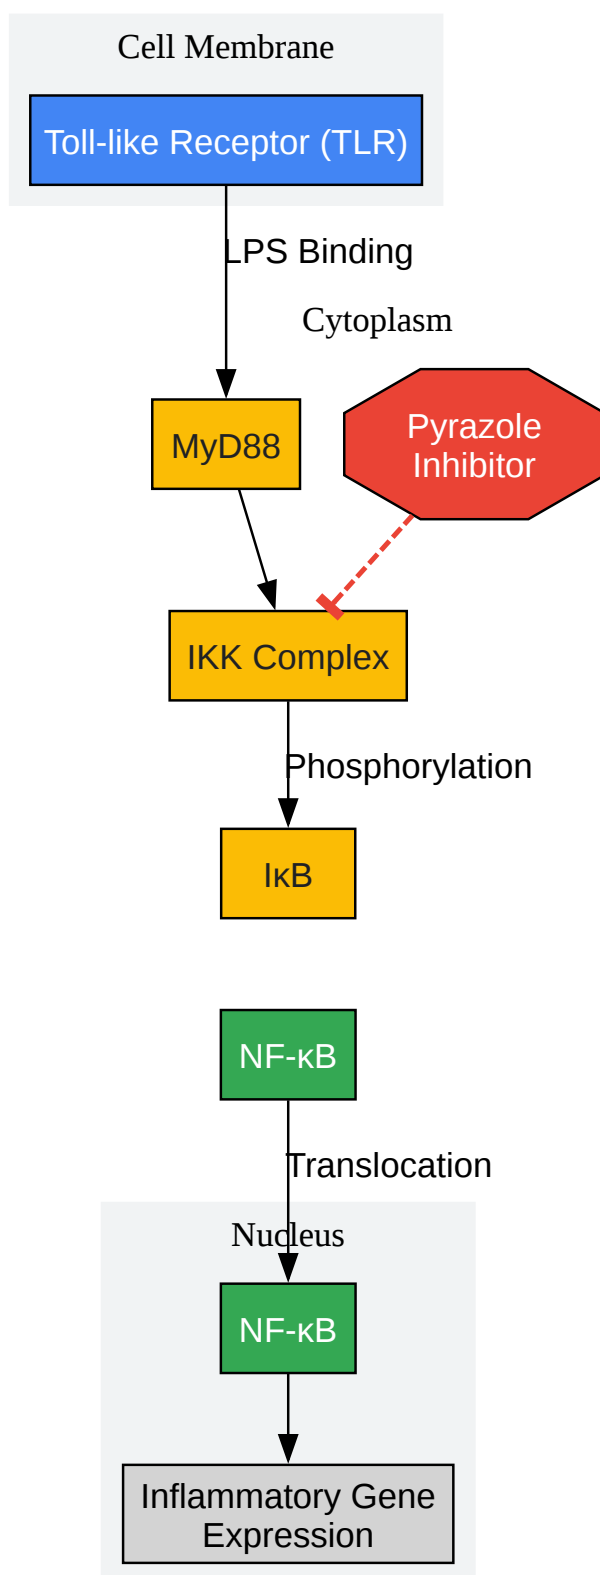 Cell Membrane
Toll-like Receptor (TLR)
LPS Binding
Cytoplasm
MyD88
Pyrazole
Inhibitor
IKK Complex
Phosphorylation
IκB
NF-κB
Translocation
Nucleus
NF-κB
Inflammatory Gene
Expression